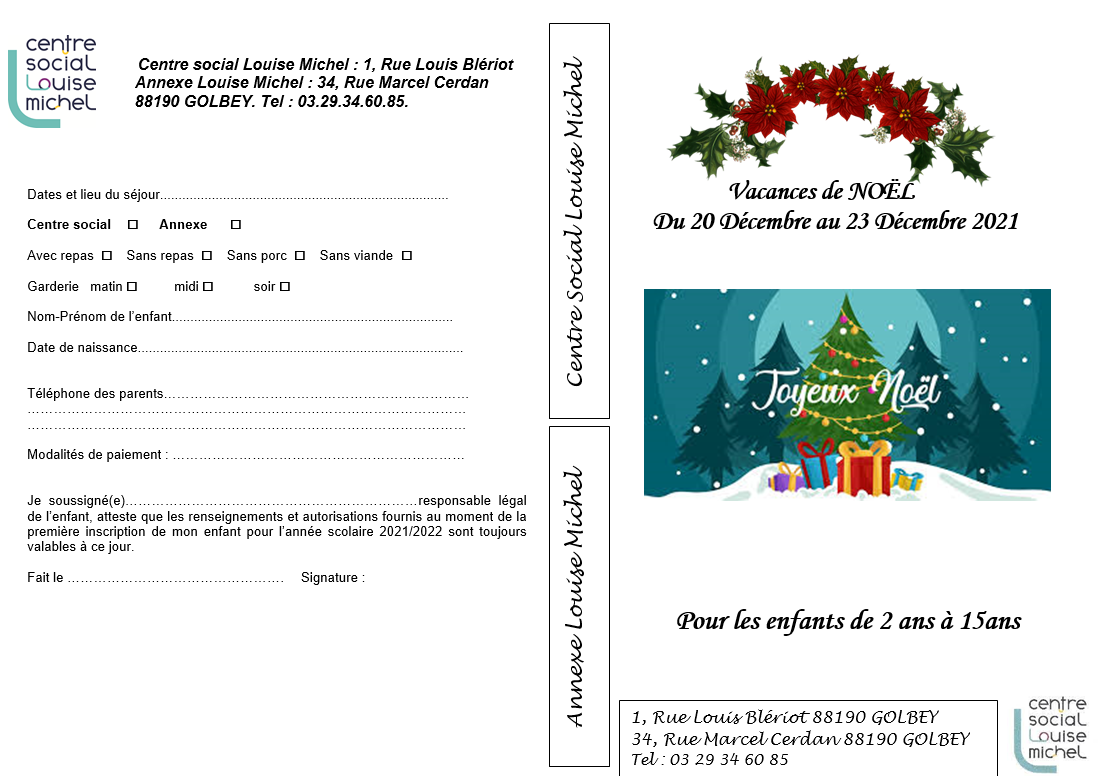 centre
social
Louise
michel
Centre social Louise Michel : 1, Rue Louis Blériot
Annexe Louise Michel : 34, Rue Marcel Cerdan
88190 GOLBEY. Tel : 03.29.34.60.85.
Dates et lieu du séjour.............................................................................
Centre social ☐ Annexe ☐
Avec repas ☐ Sans repas ☐ Sans porc ☐ Sans viande ☐
Garderie matin ☐ midi ☐ soir ☐
Nom-Prénom de l’enfant...........................................................................
Date de naissance.......................................................................................
Téléphone des parents……………………………………………………………
……………………………………………………………………………………
……………………………………………………………………………………
Modalités de paiement : ………………………………………………………
Je soussigné(e)…………………………………………………………responsable légal
de l’enfant, atteste que les renseignements et autorisations fournis au moment de la
première inscription de mon enfant pour l’année scolaire 2021/2022 sont toujours
valables à ce jour.
Fait le …………………………………………. Signature :
Centre Social Louise Michel
Annexe Louise Michel
Vacances de NOËL
Du 20 Décembre au 23 Décembre 2021
Joyeux Noël
Pour les enfants de 2 ans à 15ans
1, Rue Louis Blériot 88190 GOLBEY
34, Rue Marcel Cerdan 88190 GOLBEY
Tel : 03 29 34 60 85
centre
social
Louise
michel